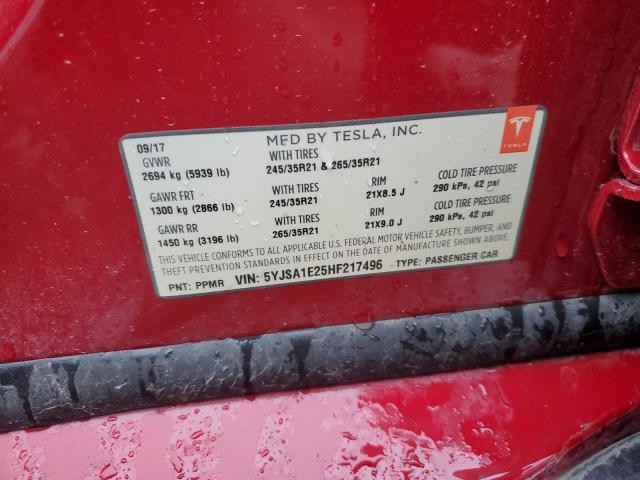 09/17 MFD BY TESLA, INC. TESLA
GVWR WITH TIRES
2694 kg (5939 lb) 245/35R21 & 265/35R21
GAWR FRT WITH TIRES RIM COLD TIRE PRESSURE
1300 kg (2866 lb) 245/35R21 21X8.5 J 290 kPa, 42 psi
GAWR RR WITH TIRES RIM COLD TIRE PRESSURE
1450 kg (3196 lb) 265/35R21 21X9.0 J 290 kPa, 42 psi
THIS VEHICLE CONFORMS TO ALL APPLICABLE U.S. FEDERAL MOTOR VEHICLE SAFETY, BUMPER, AND
THEFT PREVENTION STANDARDS IN EFFECT ON THE DATE OF MANUFACTURE SHOWN ABOVE.
PNT: PPMR VIN: 5YJSA1E25HF217496 TYPE: PASSENGER CAR